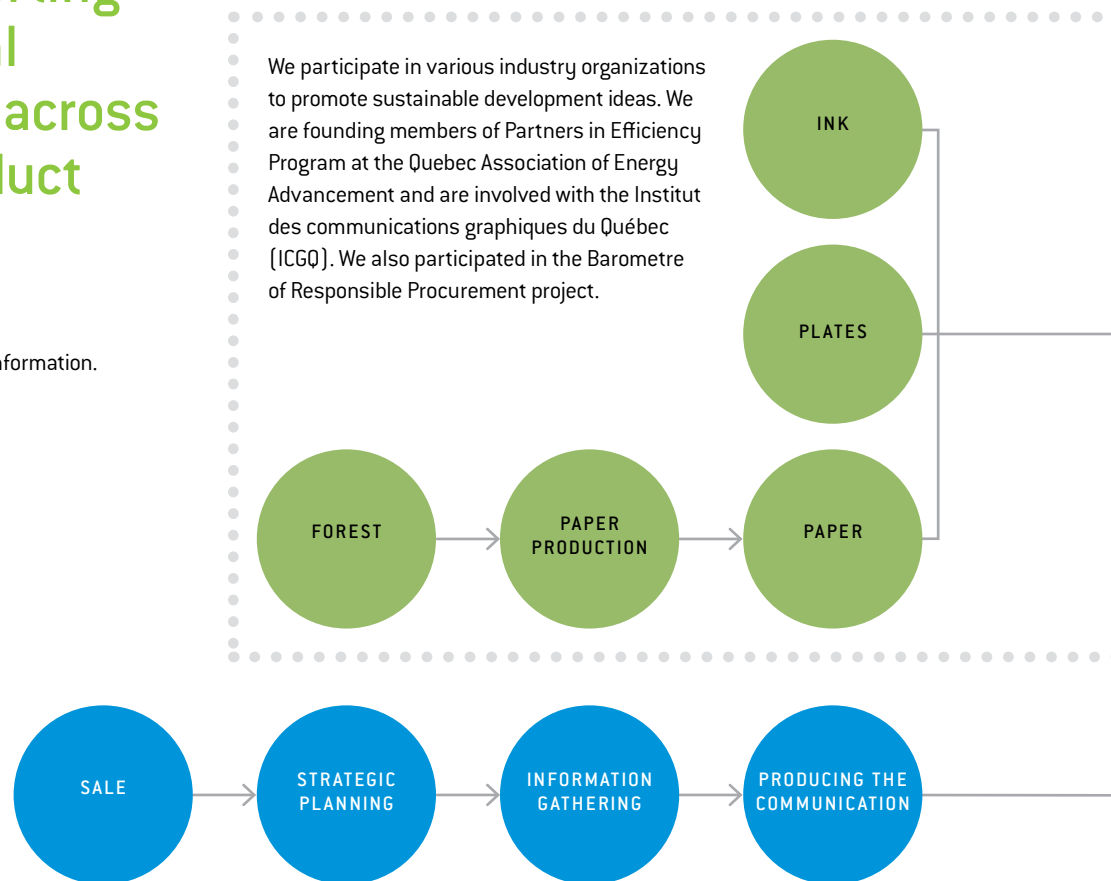 across
We participate in various industry organizations
to promote sustainable development ideas. We
are founding members of Partners in Efficiency
Program at the Quebec Association of Energy
Advancement and are involved with the Institut
des communications graphiques du Québec
(ICGQ). We also participated in the Barometre
of Responsible Procurement project.
INK
PLATES
FOREST
PAPER
PRODUCTION
PAPER
SALE
STRATEGIC
PLANNING
INFORMATION
GATHERING
PRODUCING THE
COMMUNICATION